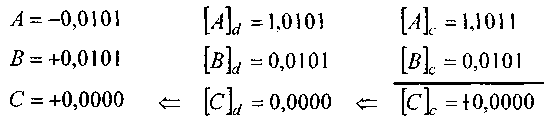 A = −0,0101 [A]d = 1,0101 [A]c = 1,1011
B = +0,0101 [B]d = 0,0101 [B]c = 0,0101
C = +0,0000 ⇐ [C]d = 0,0000 ⇐ [C]c = 10,0000